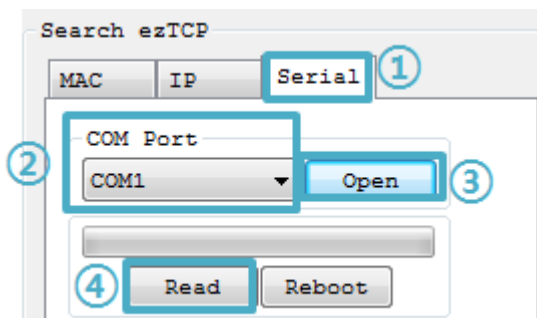 Search ezTCP
MAC IP Serial ①
COM Port
②
COM1 Open ③
④ Read Reboot